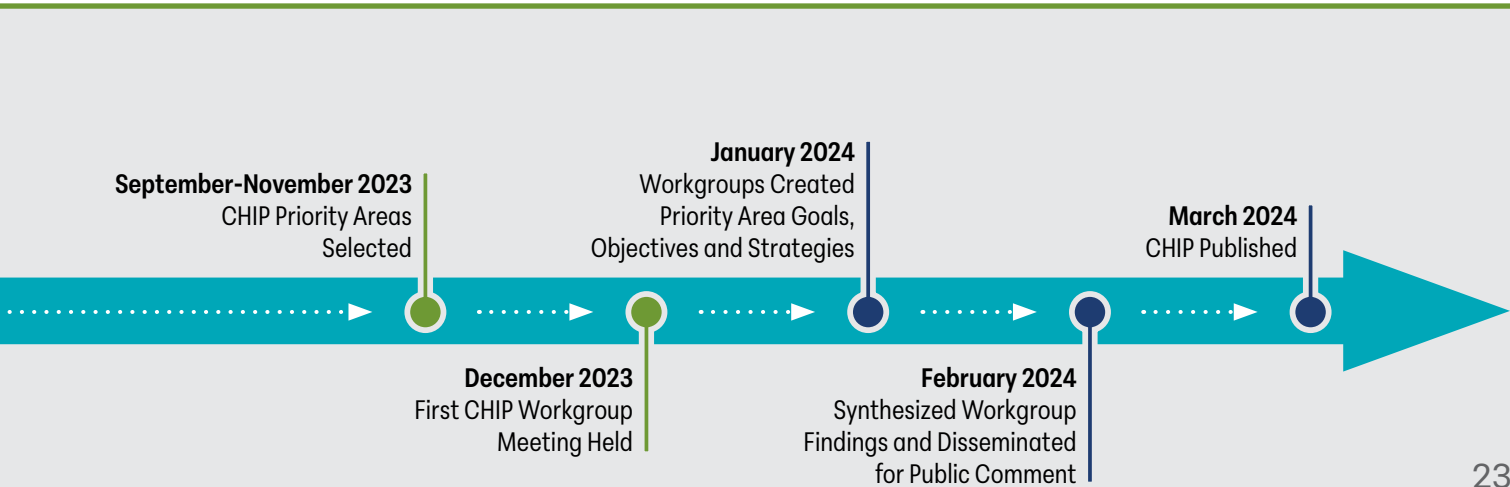 September-November 2023
CHIP Priority Areas
Selected
December 2023
First CHIP Workgroup
Meeting Held
January 2024
Workgroups Created
Priority Area Goals,
Objectives and Strategies
February 2024
Synthesized Workgroup
Findings and Disseminated
for Public Comment
March 2024
CHIP Published
23